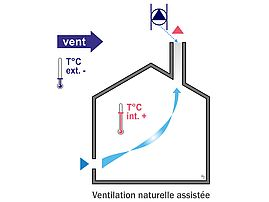 vent
T°C
ext. -
T°C
int. +
Ventilation naturelle assistée